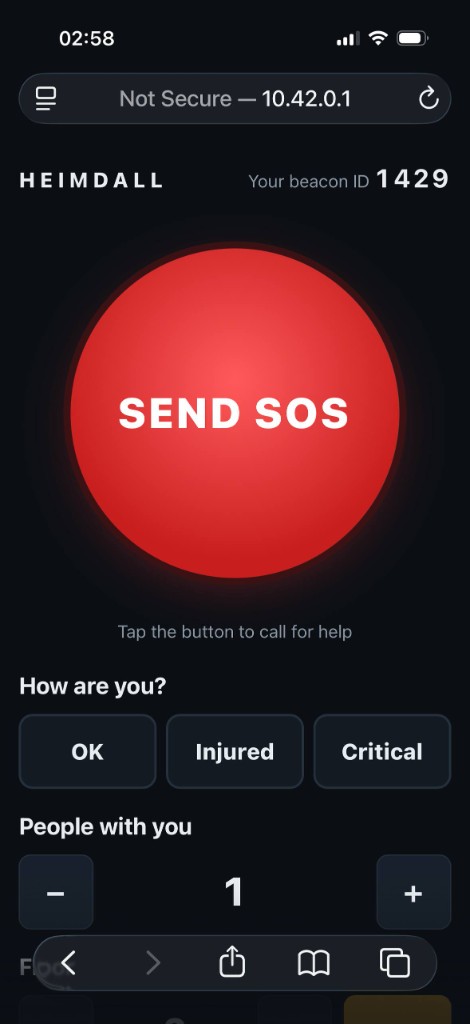 02:58
Not Secure — 10.42.0.1
HEIMDALL Your beacon ID 1429
SEND SOS
Tap the button to call for help
How are you?
OK Injured Critical
People with you
− 1 +